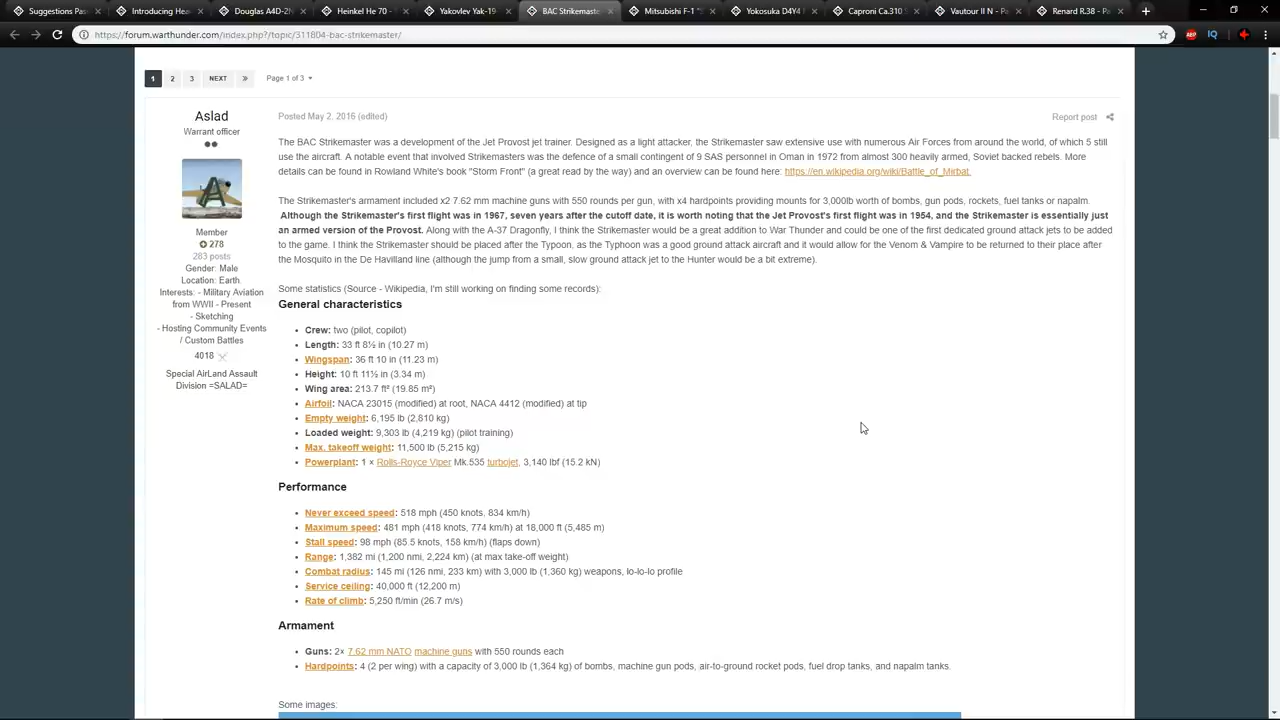 Suggestions Pass
Douglas A4D-
Heinkel He 70 -
Yakovlev Yak-19
BAC Strikemaste
Mitsubishi F-1 "
Yokosuka D4Y4 I
Caproni Ca.310
Vautour II N - Pa
Renard R.38 - Pa
https://forum.warthunder.com/index.php?/topic/311804-bac-strikemaster/
ABP
IQ
1 2 3 NEXT » Page 1 of 3
Aslad
Warrant officer
A
Member
278
283 posts
Gender: Male
Location: Earth.
Interests: - Military Aviation
from WWII - Present
- Sketching
- Hosting Community Events
/ Custom Battles
4018
Special AirLand Assault
Division =SALAD=
Posted May 2, 2016 (edited)
Report post
The BAC Strikemaster was a development of the Jet Provost jet trainer. Designed as a light attacker, the Strikemaster saw extensive use with numerous Air Forces from around the world, of which 5 still
use the aircraft. A notable event that involved Strikemasters was the defence of a small contingent of 9 SAS personnel in Oman in 1972 from almost 300 heavily armed, Soviet backed rebels. More
details can be found in Rowland White's book "Storm Front" (a great read by the way) and an overview can be found here: https://en.wikipedia.org/wiki/Battle_of_Mirbat.
The Strikemaster's armament included x2 7.62 mm machine guns with 550 rounds per gun, with x4 hardpoints providing mounts for 3,000lb worth of bombs, gun pods, rockets, fuel tanks or napalm.
Although the Strikemaster's first flight was in 1967, seven years after the cutoff date, it is worth noting that the Jet Provost's first flight was in 1954, and the Strikemaster is essentially just
an armed version of the Provost. Along with the A-37 Dragonfly, I think the Strikemaster would be a great addition to War Thunder and could be one of the first dedicated ground attack jets to be added
to the game. I think the Strikemaster should be placed after the Typoon, as the Typhoon was a good ground attack aircraft and it would allow for the Venom & Vampire to be returned to their place after
the Mosquito in the De Havilland line (although the jump from a small, slow ground attack jet to the Hunter would be a bit extreme).
Some statistics (Source - Wikipedia, I'm still working on finding some records):
General characteristics
• Crew: two (pilot, copilot)
• Length: 33 ft 8½ in (10.27 m)
• Wingspan: 36 ft 10 in (11.23 m)
• Height: 10 ft 11½ in (3.34 m)
• Wing area: 213.7 ft² (19.85 m²)
• Airfoil: NACA 23015 (modified) at root, NACA 4412 (modified) at tip
• Empty weight: 6,195 lb (2,810 kg)
• Loaded weight: 9,303 lb (4,219 kg) (pilot training)
• Max. takeoff weight: 11,500 lb (5,215 kg)
• Powerplant: 1 × Rolls-Royce Viper Mk.535 turbojet, 3,140 lbf (15.2 kN)
Performance
• Never exceed speed: 518 mph (450 knots, 834 km/h)
• Maximum speed: 481 mph (418 knots, 774 km/h) at 18,000 ft (5,485 m)
• Stall speed: 98 mph (85.5 knots, 158 km/h) (flaps down)
• Range: 1,382 mi (1,200 nmi, 2,224 km) (at max take-off weight)
• Combat radius: 145 mi (126 nmi, 233 km) with 3,000 lb (1,360 kg) weapons, lo-lo-lo profile
• Service ceiling: 40,000 ft (12,200 m)
• Rate of climb: 5,250 ft/min (26.7 m/s)
Armament
• Guns: 2× 7.62 mm NATO machine guns with 550 rounds each
• Hardpoints: 4 (2 per wing) with a capacity of 3,000 lb (1,364 kg) of bombs, machine gun pods, air-to-ground rocket pods, fuel drop tanks, and napalm tanks.
Some images: